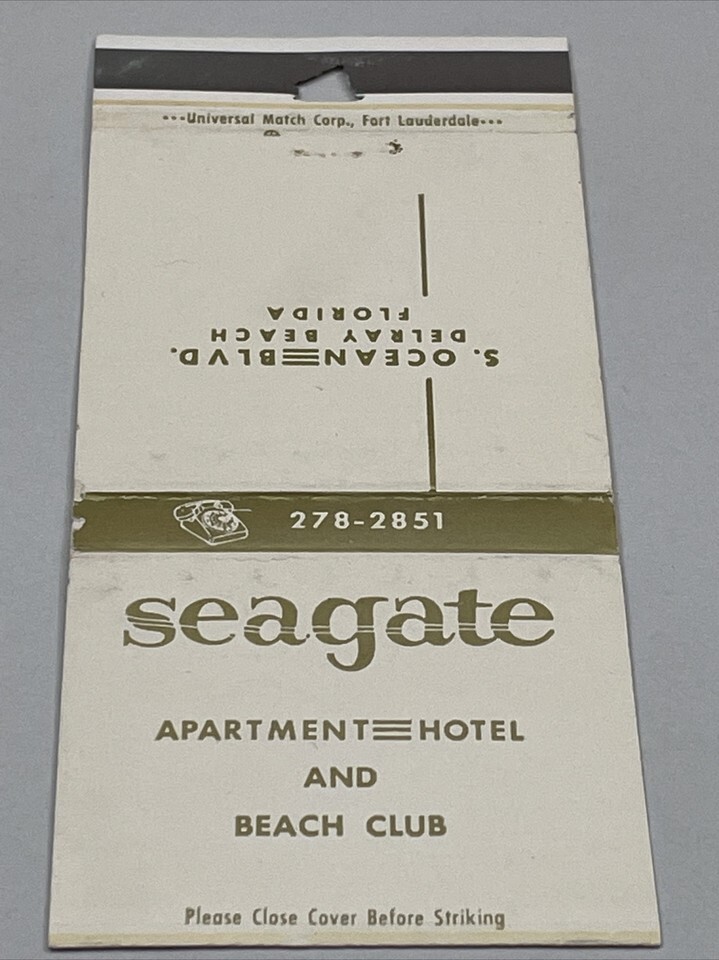 •••Universal Match Corp., Fort Lauderdale•••
S. OCEAN BLVD.
DELRAY BEACH
FLORIDA
278-2851
seagate
APARTMENT HOTEL
AND
BEACH CLUB
Please Close Cover Before Striking